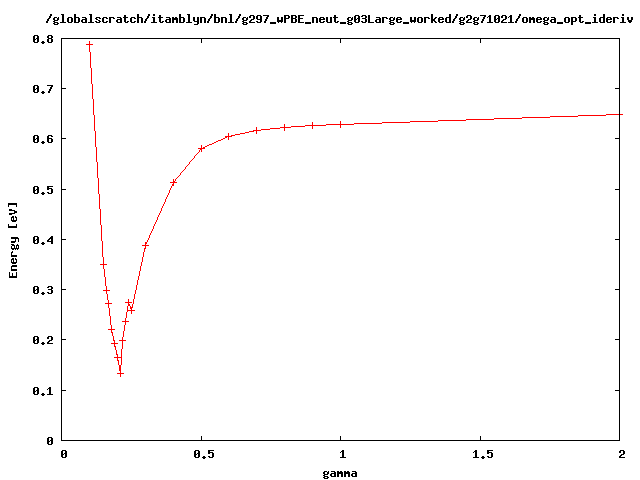 /globalscratch/itamblyn/bnl/g297_wPBE_neut_g03Large_worked/g2g71021/omega_opt_ideriv
0.8
0.7
0.6
0.5
0.4
0.3
0.2
0.1
0
Energy [eV]
0 0.5 1 1.5 2
gamma